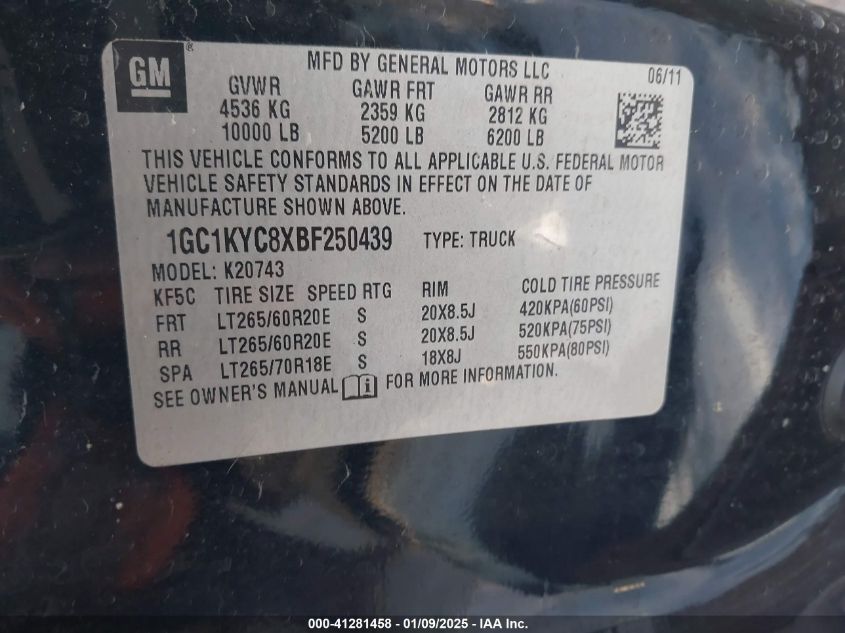 GM®
MFD BY GENERAL MOTORS LLC 06/11
GVWR GAWR FRT GAWR RR
4536 KG 2359 KG 2812 KG
10000 LB 5200 LB 6200 LB
THIS VEHICLE CONFORMS TO ALL APPLICABLE U.S. FEDERAL MOTOR
VEHICLE SAFETY STANDARDS IN EFFECT ON THE DATE OF
MANUFACTURE SHOWN ABOVE.
1GC1KYC8XBF250439 TYPE: TRUCK
MODEL: K20743
KF5C TIRE SIZE SPEED RTG RIM COLD TIRE PRESSURE
FRT LT265/60R20E S 20X8.5J 420KPA(60PSI)
RR LT265/60R20E S 20X8.5J 520KPA(75PSI)
SPA LT265/70R18E S 18X8J 550KPA(80PSI)
SEE OWNER'S MANUAL i FOR MORE INFORMATION.
000-41281458 - 01/09/2025 - IAA Inc.